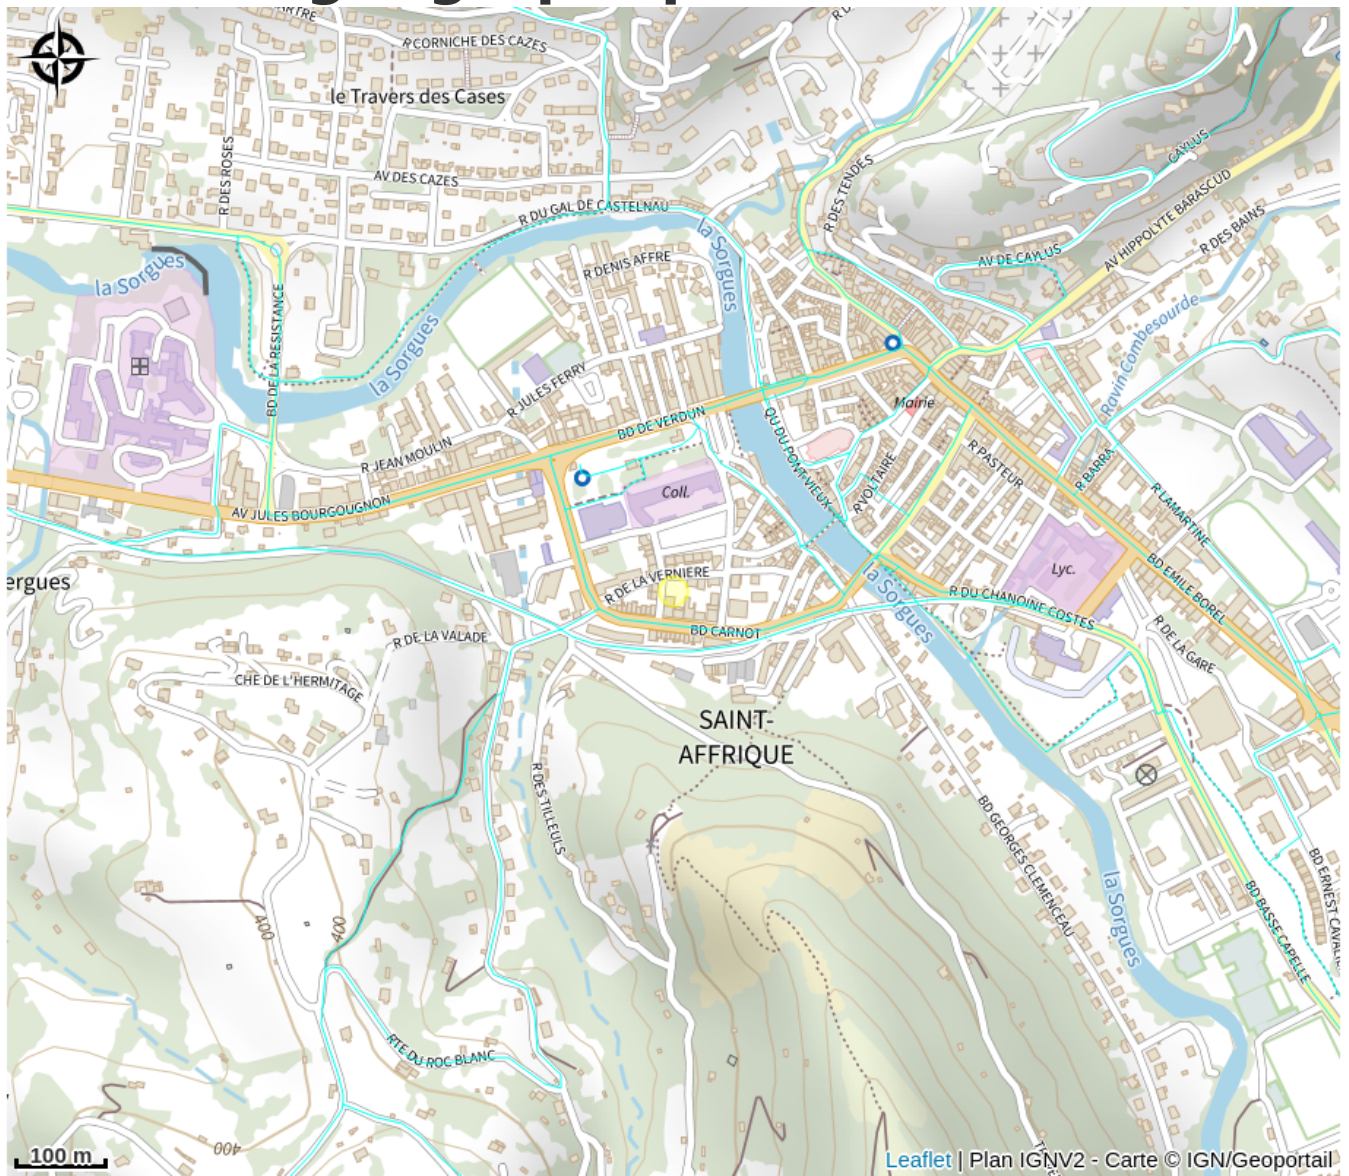 R CORNICHE DES CAZES
le Travers des Cases
R DES ROSES
AV DES CAZES
CAYLUS
R DES TENDES
AV HIPPOLYTE BARASCUD
R DU GAL DE CASTELNAU
R DES BAINS
la Sorgues
AV DE CAYLUS
R DENIS AFFRE
la Sorgues
BD DE LA RESISTANCE
la Sorgues
Ravin Combesourde
R JULES FERRY
Mairie
BD DE VERDUN
QU DU PONT VIEUX
R JEAN MOULIN
R PASTEUR
R BARRA
R VOLTAIRE
Coll.
AV JULES BOURGOUGNON
R LAMARTINE
ergues
R DE LA VERNIERE
Lyc.
BD EMILE BOREL
la Sorgues
R DU CHANOINE COSTES
BD CARNOT
R DE LA VALADE
R DE LA GARE
CHE DE L'HERMITAGE
SAINT-
AFFRIQUE
R DES TILLEULS
BD GEORGES CLEMENCEAU
400
400
la Sorgues
BD BASSE CAPELLE
RTE DU ROC BLANC
400
100 m
Leaflet | Plan IGNV2 - Carte © IGN/Geoportail